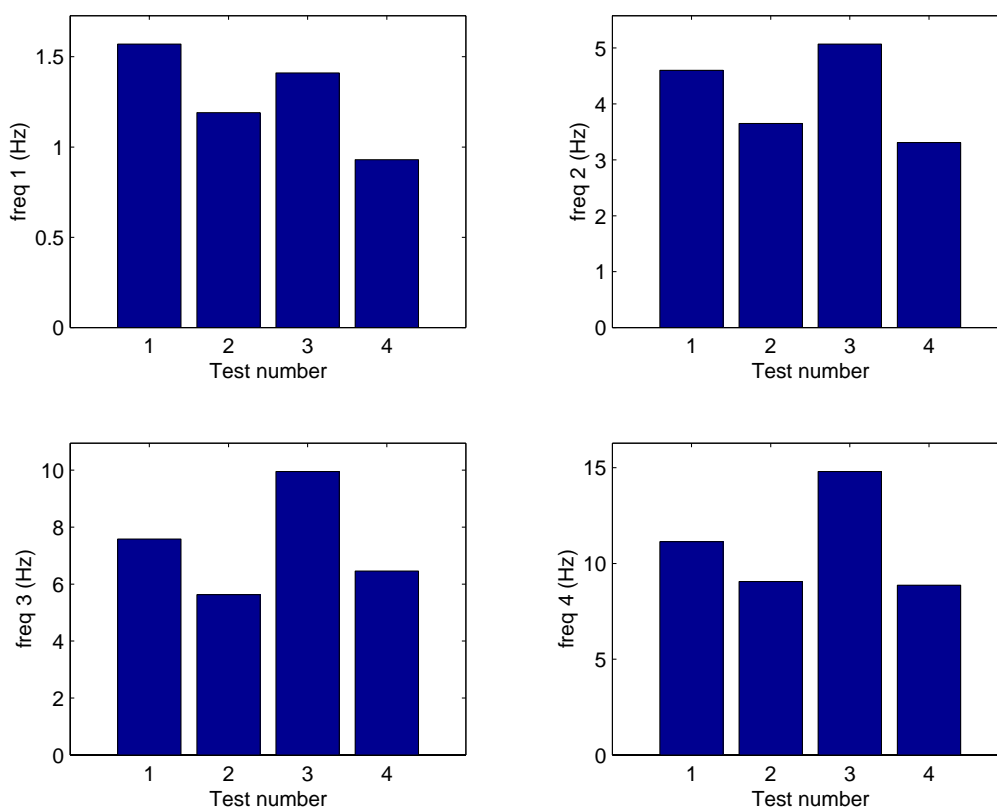 1.5
1
0.5
0
freq 1 (Hz)
1 2 3 4
Test number
5
4
3
2
1
0
freq 2 (Hz)
1 2 3 4
Test number
10
8
6
4
2
0
freq 3 (Hz)
1 2 3 4
Test number
15
10
5
0
freq 4 (Hz)
1 2 3 4
Test number